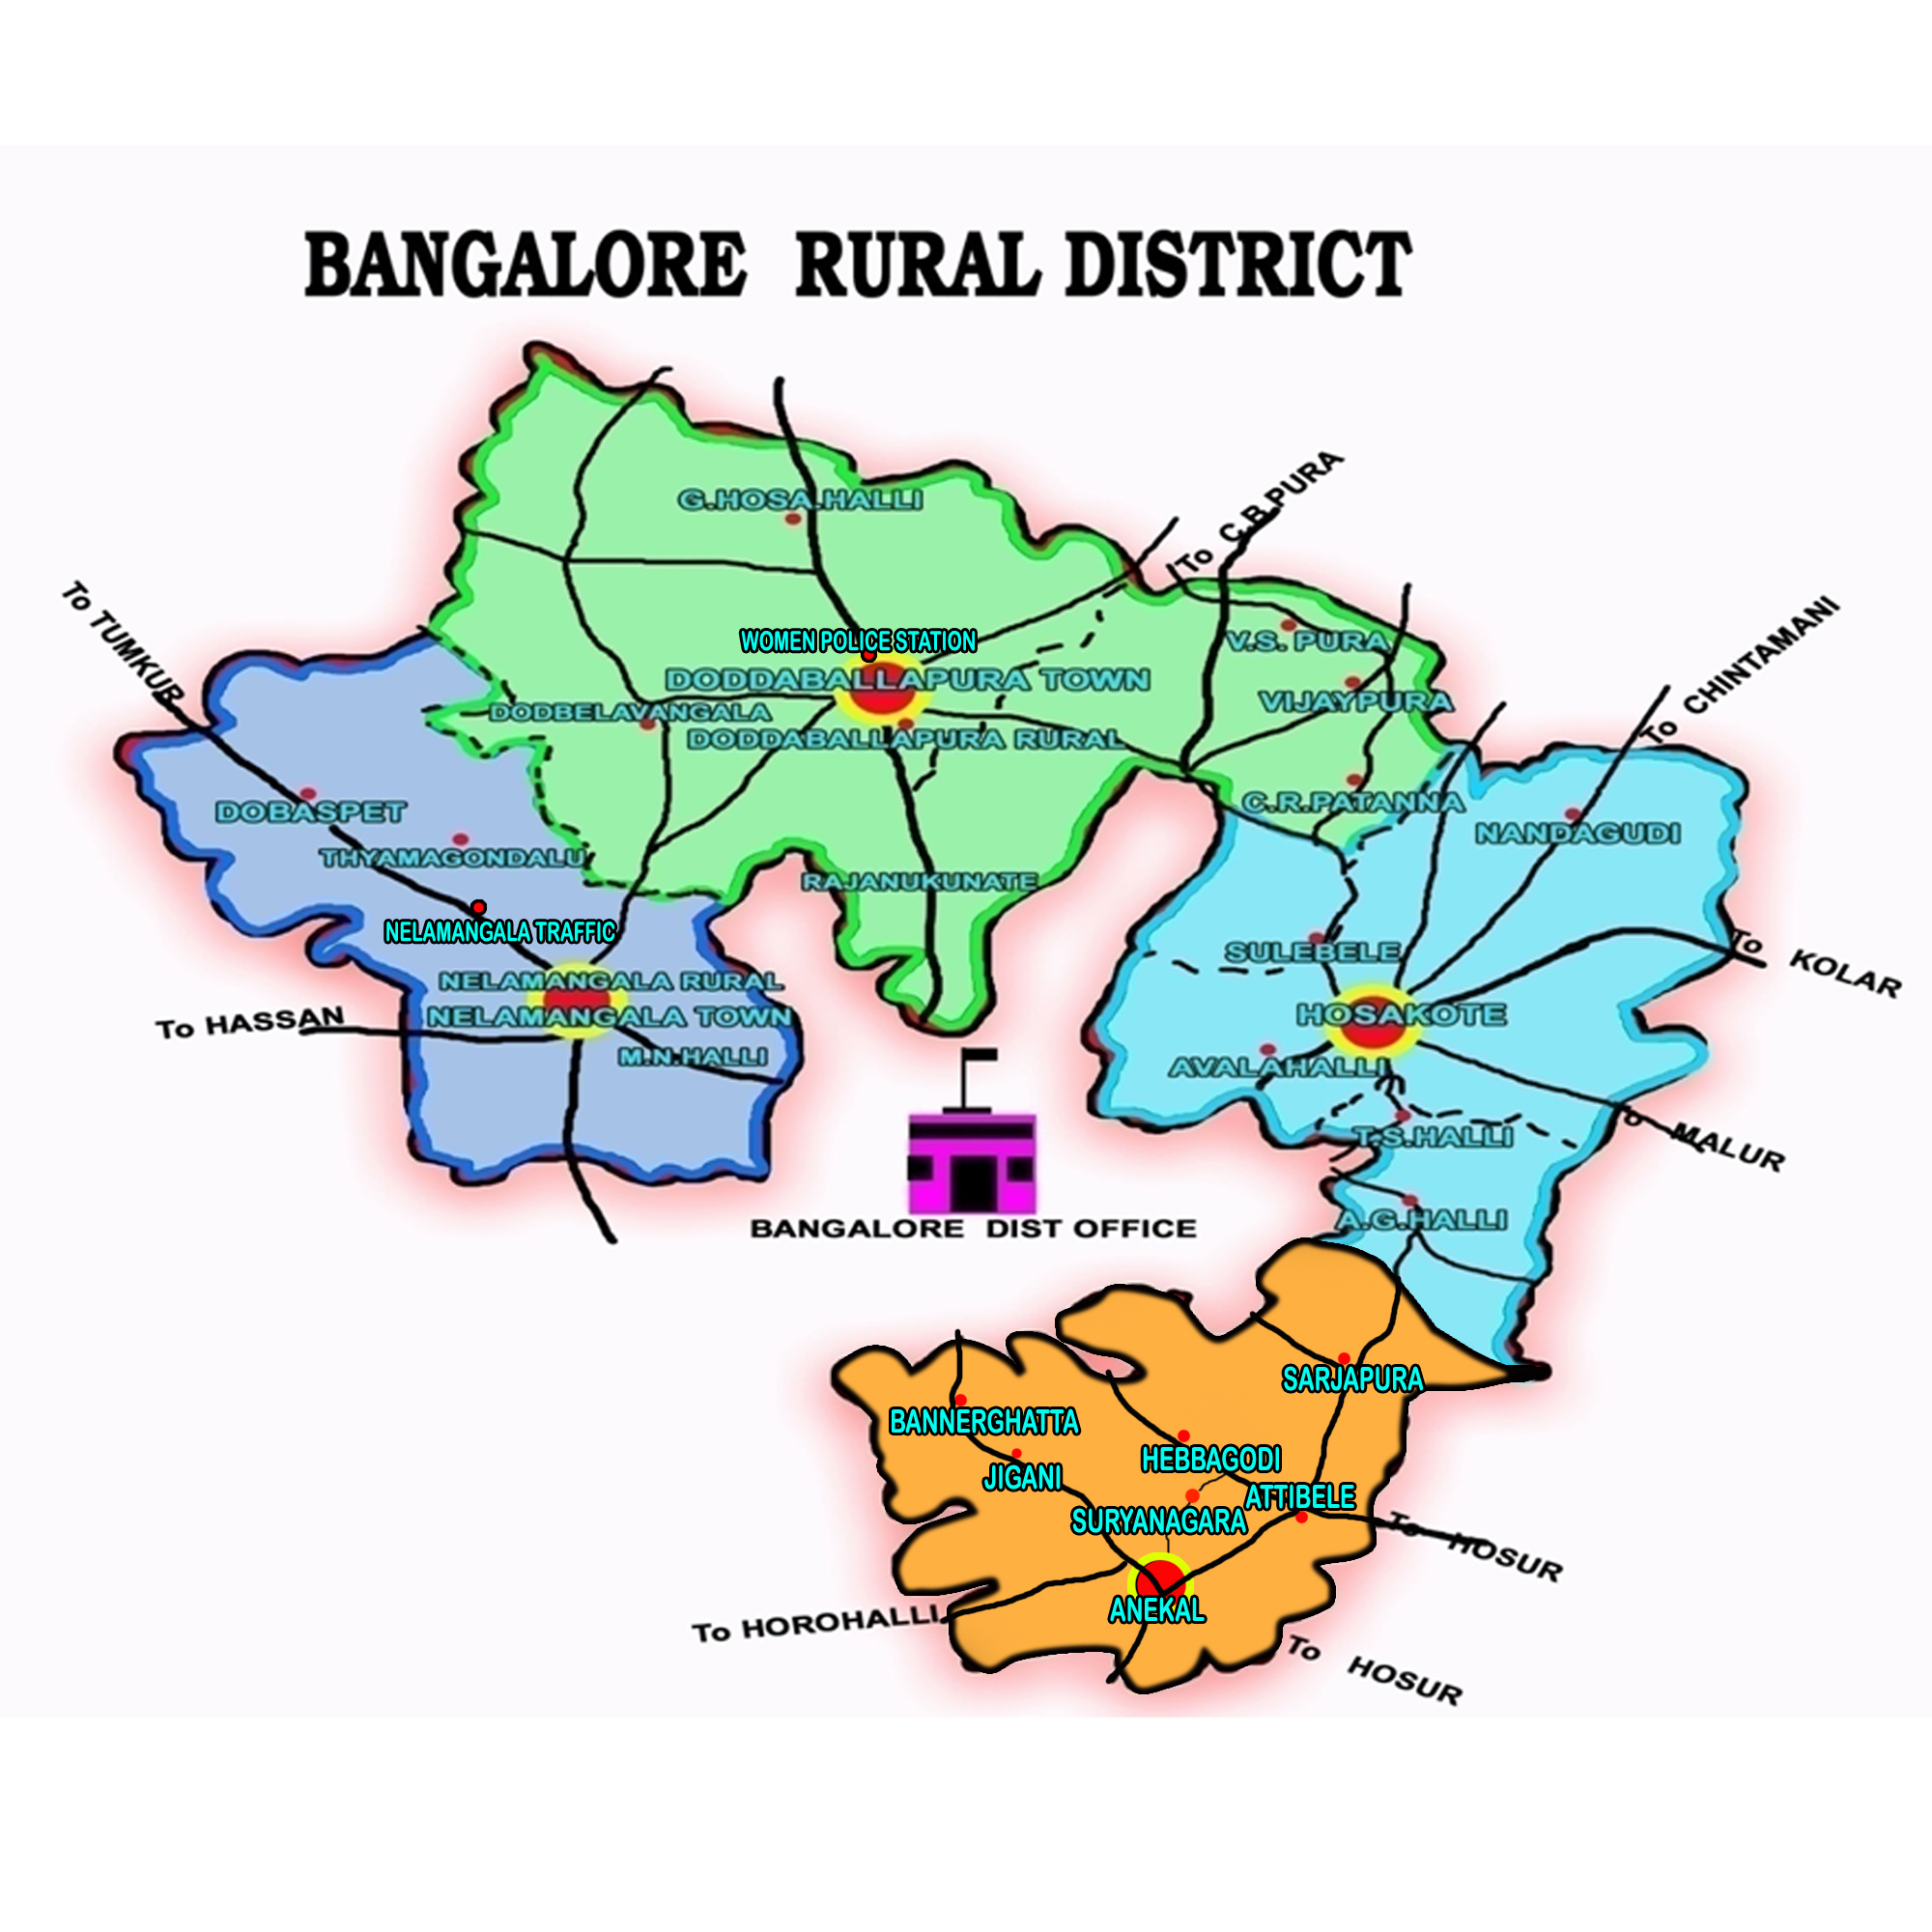 BANGALORE RURAL DISTRICT
To C.B.PURA
G.HOSA.HALLI
To TUMKUR
To CHINTAMANI
WOMEN POLICE STATION
V.S. PURA
DODDABALLAPURA TOWN
VIJAYPURA
DODBELAVANGALA
DODDABALLAPURA RURAL
DOBASPET
C.R.PATANNA
NANDAGUDI
THYAMAGONDALU
RAJANUKUNATE
NELAMANGALA TRAFFIC
SULEBELE
To KOLAR
NELAMANGALA RURAL
To HASSAN
NELAMANGALA TOWN
HOSAKOTE
M.N.HALLI
AVALAHALLI
T.S.HALLI
To MALUR
A.G.HALLI
BANGALORE DIST OFFICE
SARJAPURA
BANNERGHATTA
HEBBAGODI
JIGANI
ATTIBELE
SURYANAGARA
To HOSUR
ANEKAL
To HOROHALLI
To HOSUR